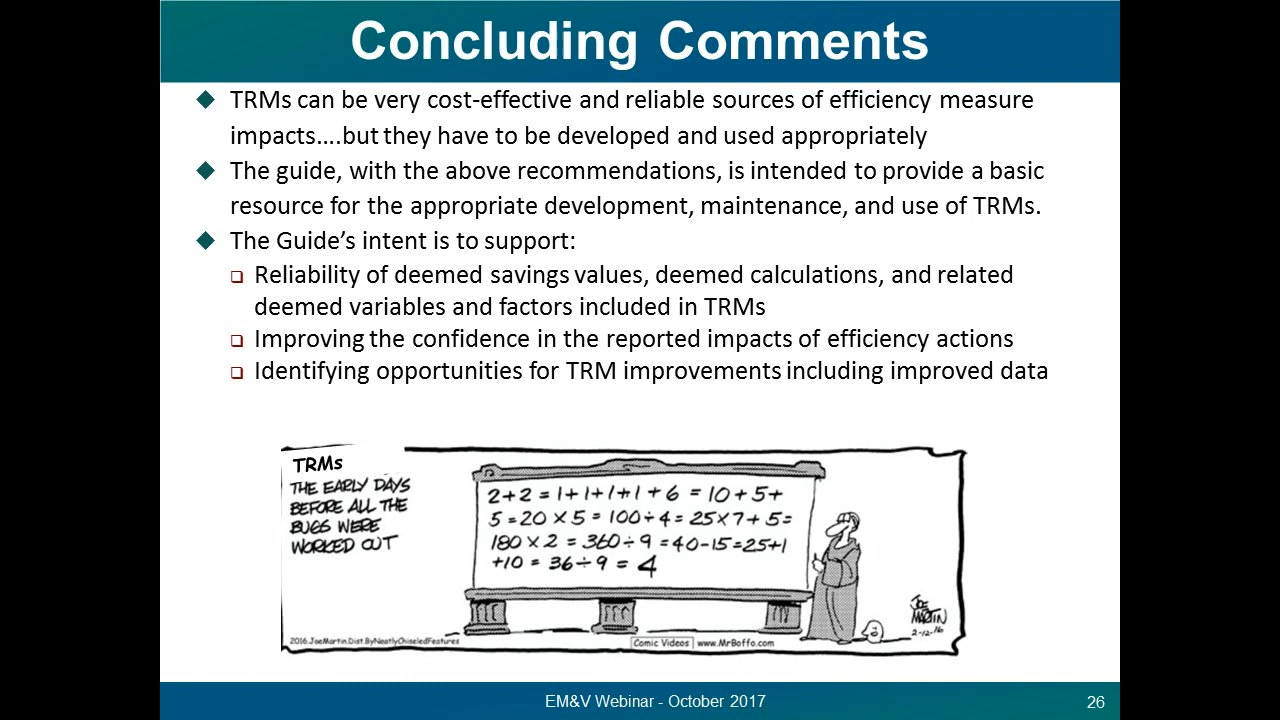 Concluding Comments
TRMs can be very cost-effective and reliable sources of efficiency measure
impacts....but they have to be developed and used appropriately
The guide, with the above recommendations, is intended to provide a basic
resource for the appropriate development, maintenance, and use of TRMs.
The Guide's intent is to support:
Reliability of deemed savings values, deemed calculations, and related
deemed variables and factors included in TRMs
Improving the confidence in the reported impacts of efficiency actions
Identifying opportunities for TRM improvements including improved data
TRMs
THE EARLY DAYS
BEFORE ALL THE
BUGS WERE
WORKED OUT
2+2 = 1+1+1+1+6 = 10+5+
5=20×5=100÷4=25×7+5=
180×2=360÷9=40-15=25+1
+10=36÷9=4
JOE
MARTIN
2-12-16
2016.JoeMartin.Dist.ByNeatlyChiseledFeatures
Comic Videos www.MrBoffo.com
EM&V Webinar - October 2017
26